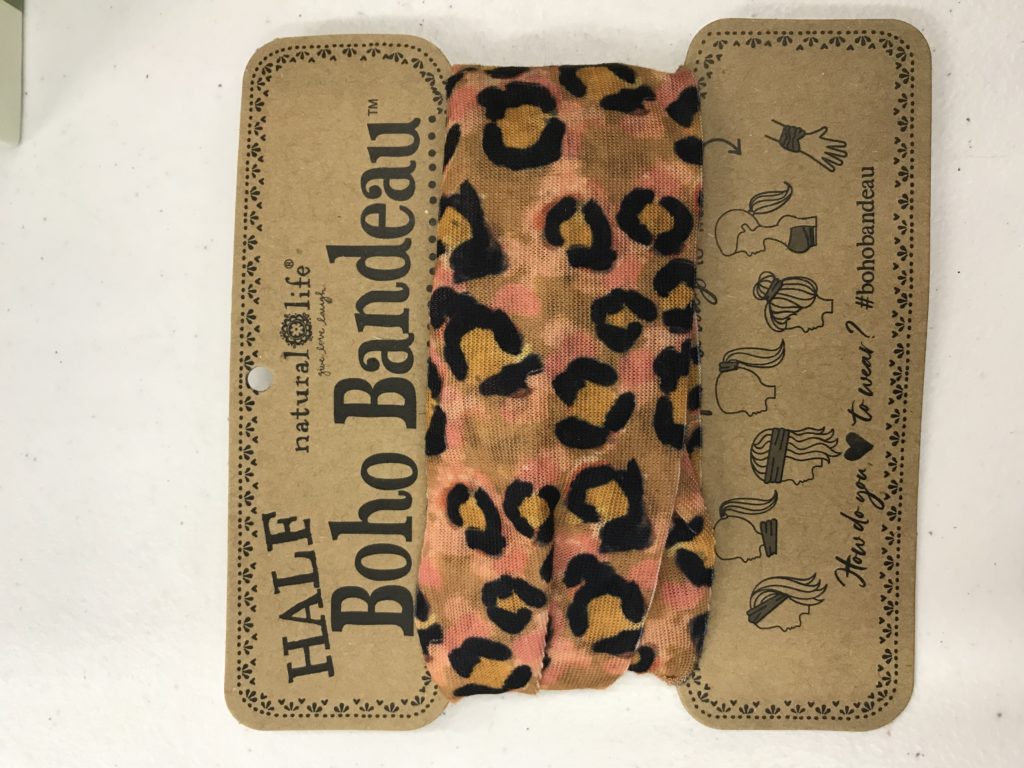 natural life®
give love laugh
HALF
Boho Bandeau™
How do you ♥ to wear? #bohobandeau